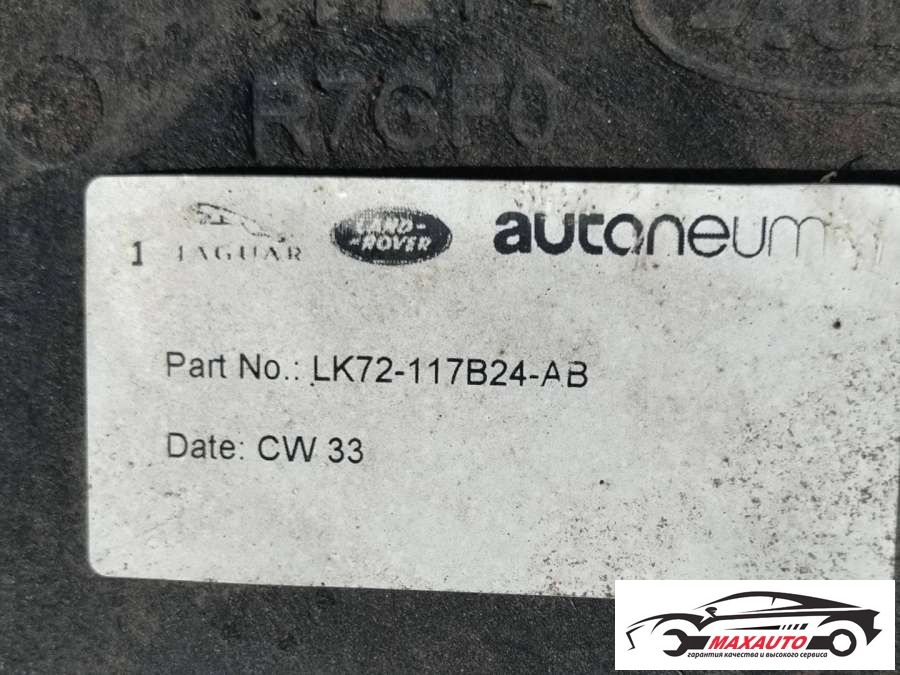 R7GF0
1 JAGUAR LAND-ROVER autoneum
Part No.: LK72-117B24-AB
Date: CW 33
MAXAUTO
гарантия качества и высокого сервиса